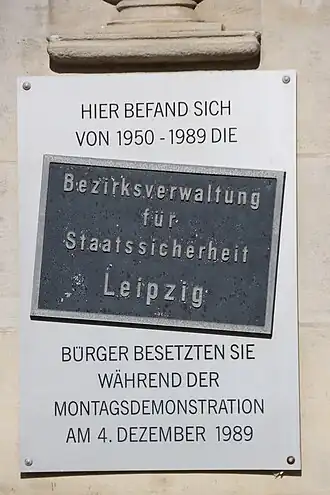 HIER BEFAND SICH
VON 1950 - 1989 DIE
Bezirksverwaltung
für
Staatssicherheit
Leipzig
BÜRGER BESETZTEN SIE
WÄHREND DER
MONTAGSDEMONSTRATION
AM 4. DEZEMBER 1989